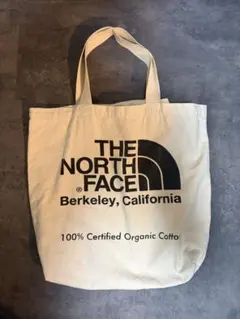 THE
NORTH
FACE
®
Berkeley, California
100% Certified Organic Cotto